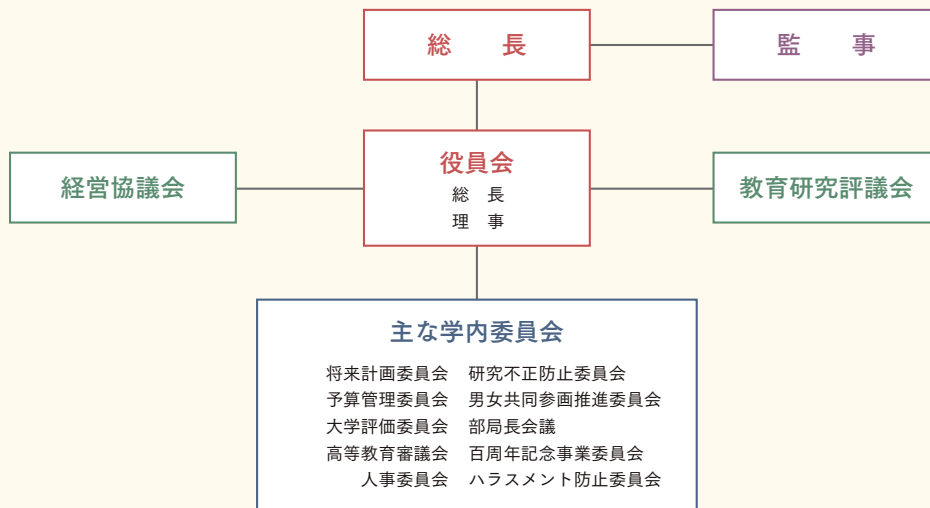 総　　長
監　　事
役員会
総　長
理　事
経営協議会
教育研究評議会
主な学内委員会
将来計画委員会　研究不正防止委員会
予算管理委員会　男女共同参画推進委員会
大学評価委員会　部局長会議
高等教育審議会　百周年記念事業委員会
人事委員会　ハラスメント防止委員会